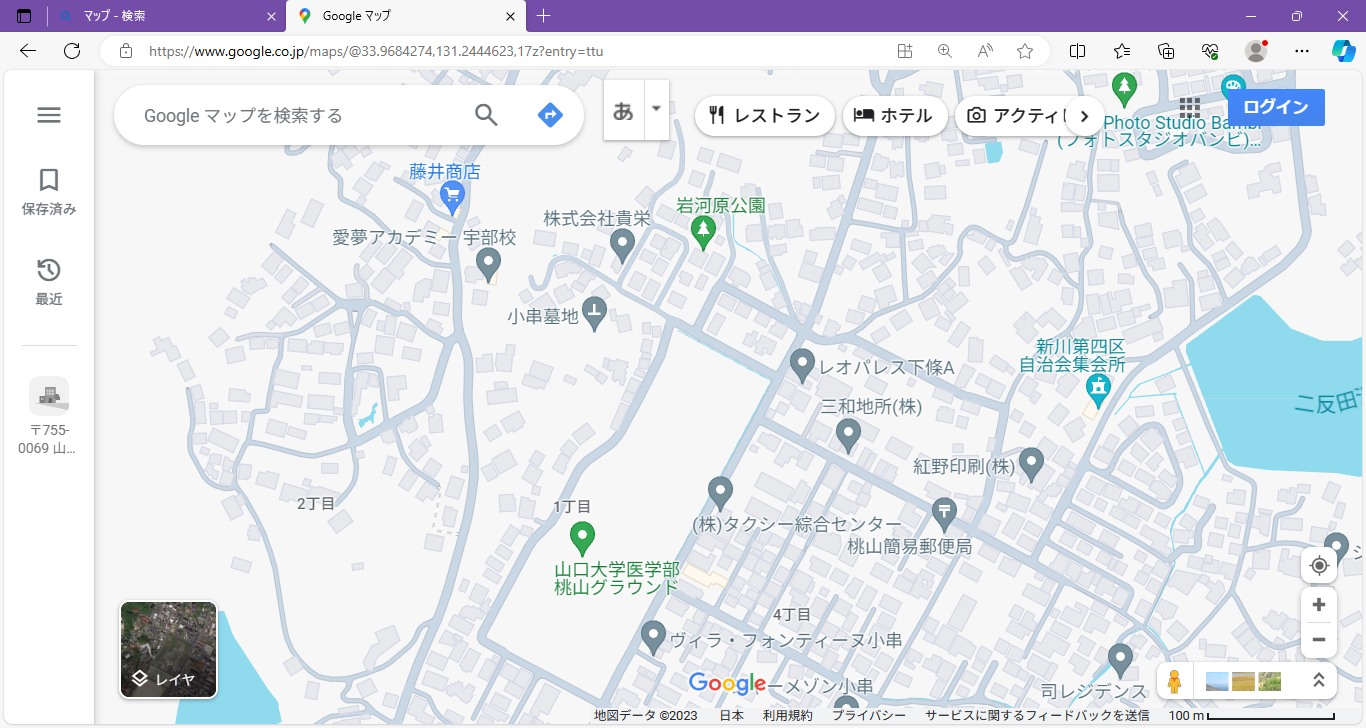 マップ - 検索
Google マップ
https://www.google.co.jp/maps/@33.9684274,131.2444623,17z?entry=ttu
Google マップを検索する
あ
レストラン
ホテル
ログイン
Photo Studio Bambi
(フォトスタジオバンビ)...
保存済み
最近
〒755-
0069 山...
藤井商店
株式会社貴栄
岩河原公園
愛夢アカデミー 宇部校
小串墓地
新川第四区
自治会集会所
レオパレス下條A
三和地所(株)
紅野印刷(株)
2丁目
1丁目
(株)タクシー綜合センター
桃山簡易郵便局
山口大学医学部
桃山グラウンド
4丁目
ヴィラ・フォンティーヌ小串
ーメゾン小串
司レジデンス
レイヤ
Google
地図データ ©2023 日本 利用規約 プライバシー サービスに関するフィードバックを送信 100 m